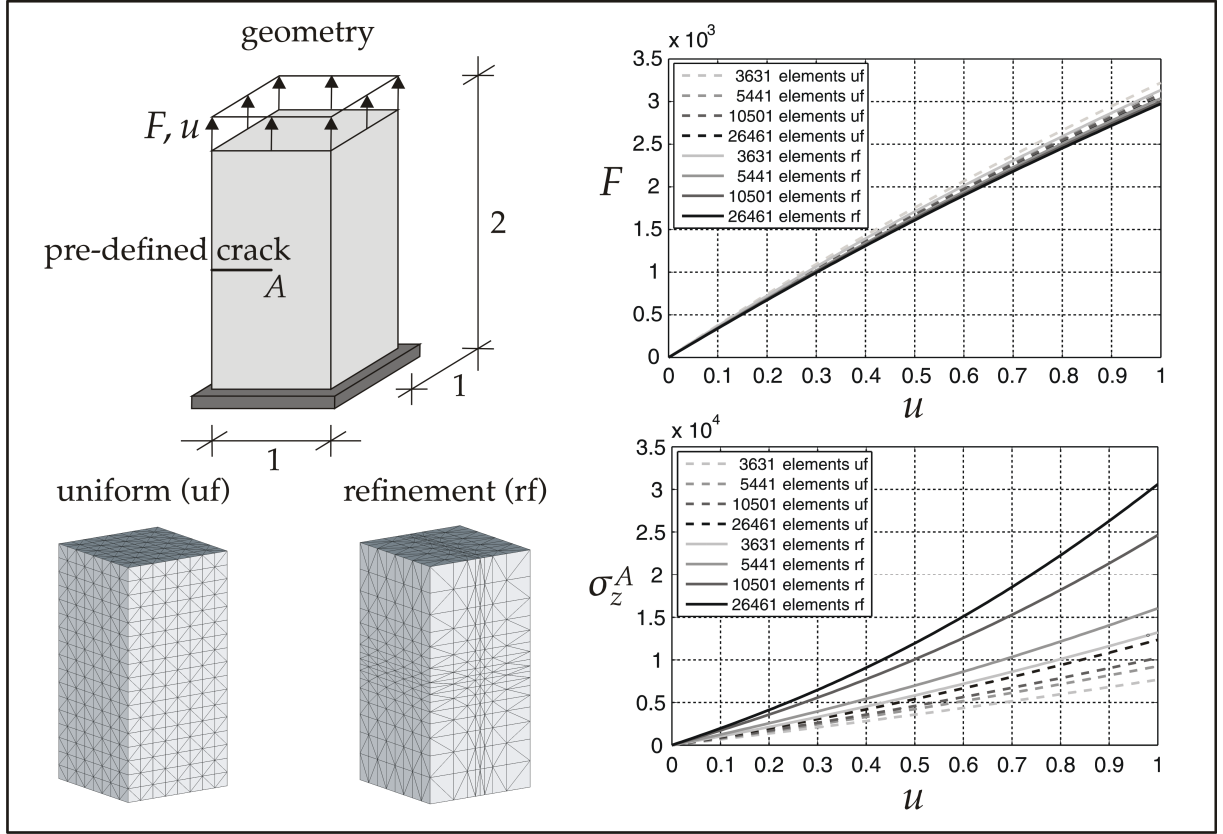 geometry
F, u
pre-defined crack
A
2
1
1
uniform (uf)
refinement (rf)
x 10³
3.5
3
2.5
2
1.5
1
0.5
0
F
3631 elements uf
5441 elements uf
10501 elements uf
26461 elements uf
3631 elements rf
5441 elements rf
10501 elements rf
26461 elements rf
0 0.1 0.2 0.3 0.4 0.5 0.6 0.7 0.8 0.9 1
u
x 10⁴
3.5
3
2.5
2
1.5
1
0.5
0
σ_z^A
3631 elements uf
5441 elements uf
10501 elements uf
26461 elements uf
3631 elements rf
5441 elements rf
10501 elements rf
26461 elements rf
0 0.1 0.2 0.3 0.4 0.5 0.6 0.7 0.8 0.9 1
u